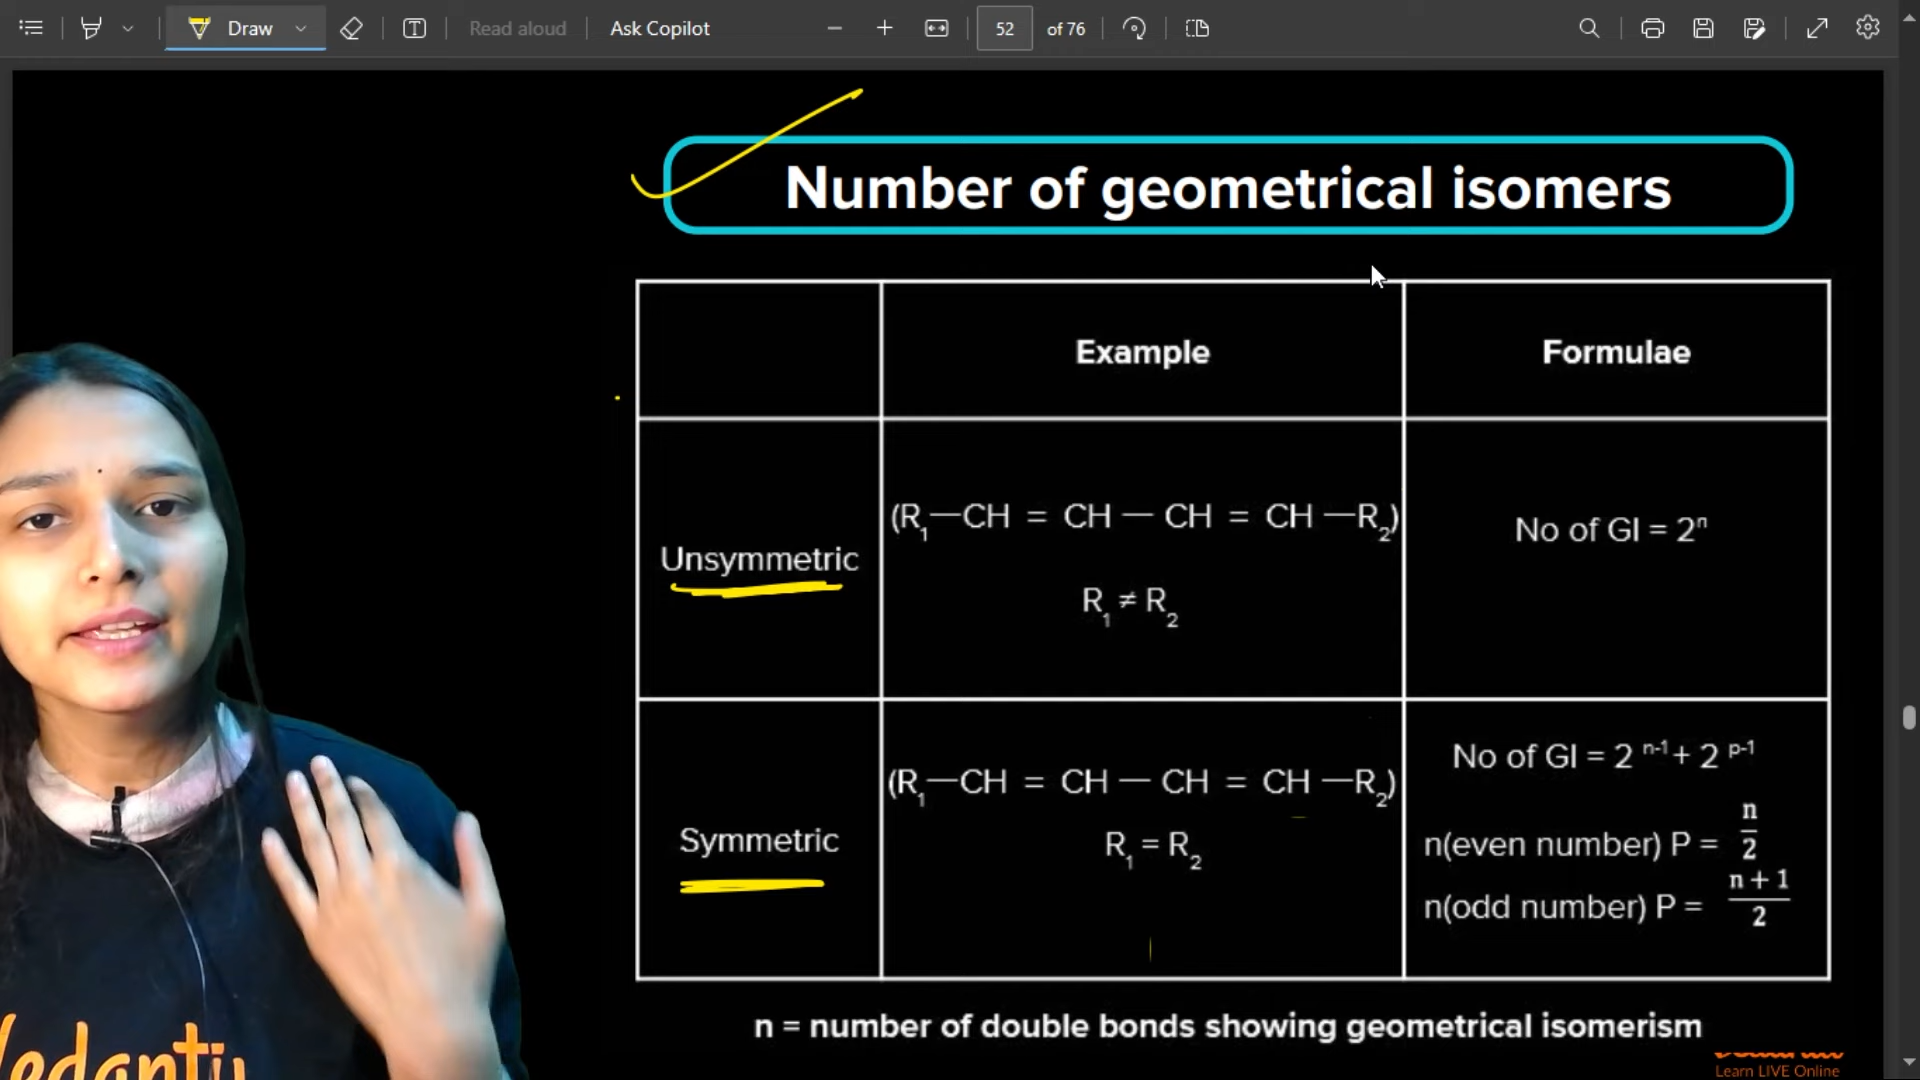 Draw
Read aloud
Ask Copilot
52 of 76
Number of geometrical isomers
Example
Formulae
Unsymmetric
(R₁—CH = CH — CH = CH —R₂)
R₁ ≠ R₂
No of GI = 2ⁿ
Symmetric
(R₁—CH = CH — CH = CH —R₂)
R₁ = R₂
No of GI = 2 ⁿ⁻¹ + 2 ᵖ⁻¹
n(even number) P = n/2
n(odd number) P = n + 1/2
n = number of double bonds showing geometrical isomerism
Vedantu
Learn LIVE Online